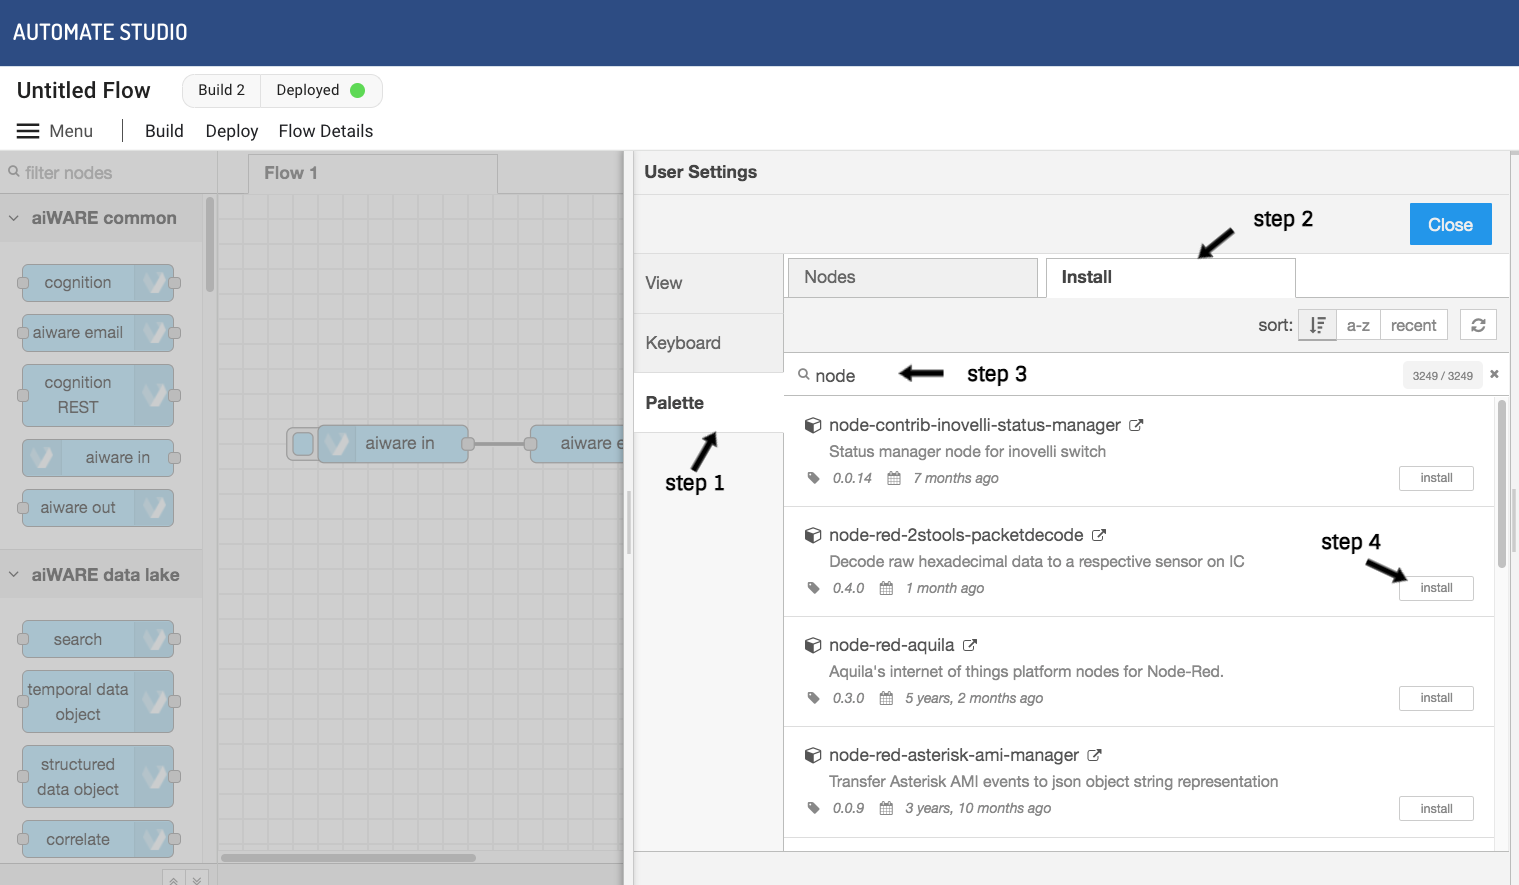 AUTOMATE STUDIO
Untitled Flow
Build 2
Deployed
Menu
Build
Deploy
Flow Details
filter nodes
aiWARE common
cognition
aiware email
cognition
REST
aiware in
aiware out
aiWARE data lake
search
temporal data
object
structured
data object
correlate
Flow 1
aiware in
aiware e
User Settings
step 2
Close
View
Keyboard
Palette
step 1
Nodes
Install
sort:
a-z
recent
node
step 3
3249 / 3249
node-contrib-inovelli-status-manager
Status manager node for inovelli switch
0.0.14
7 months ago
install
node-red-2stools-packetdecode
step 4
Decode raw hexadecimal data to a respective sensor on IC
0.4.0
1 month ago
install
node-red-aquila
Aquila's internet of things platform nodes for Node-Red.
0.3.0
5 years, 2 months ago
install
node-red-asterisk-ami-manager
Transfer Asterisk AMI events to json object string representation
0.0.9
3 years, 10 months ago
install